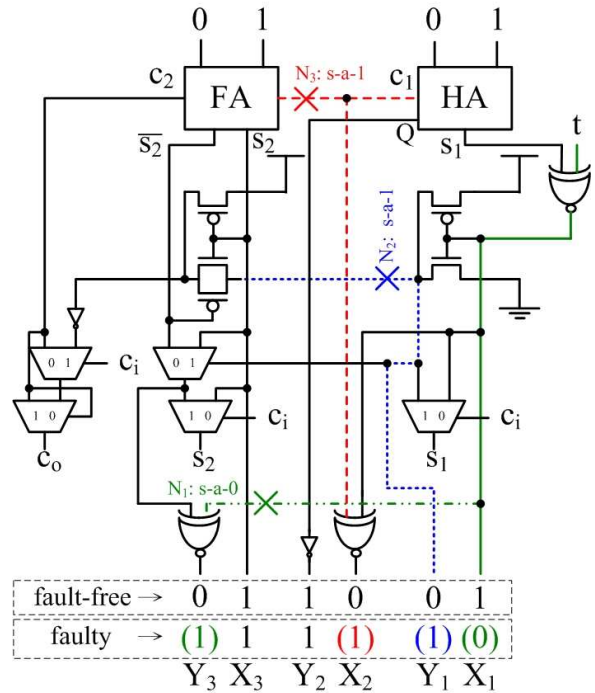 0 1 0 1
c₂ FA N₃: s-a-1 c₁ HA
s̅₂ s₂ Q s₁ t
N₂: s-a-1
0 1 cᵢ 0 1
1 0 1 0 cᵢ 1 0 cᵢ
cₒ s₂ s₁
N₁: s-a-0
fault-free → 0 1 1 0 0 1
faulty → (1) 1 1 (1) (1) (0)
Y₃ X₃ Y₂ X₂ Y₁ X₁